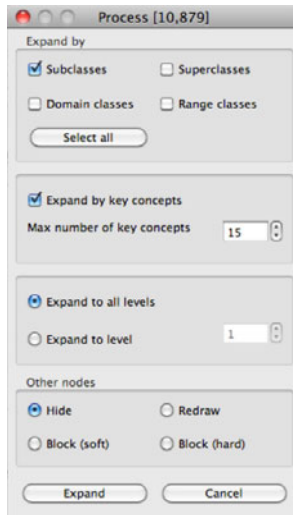 Process [10,879]
Expand by
Subclasses Superclasses
Domain classes Range classes
Select all
Expand by key concepts
Max number of key concepts 15
Expand to all levels
Expand to level 1
Other nodes
Hide Redraw
Block (soft) Block (hard)
Expand Cancel